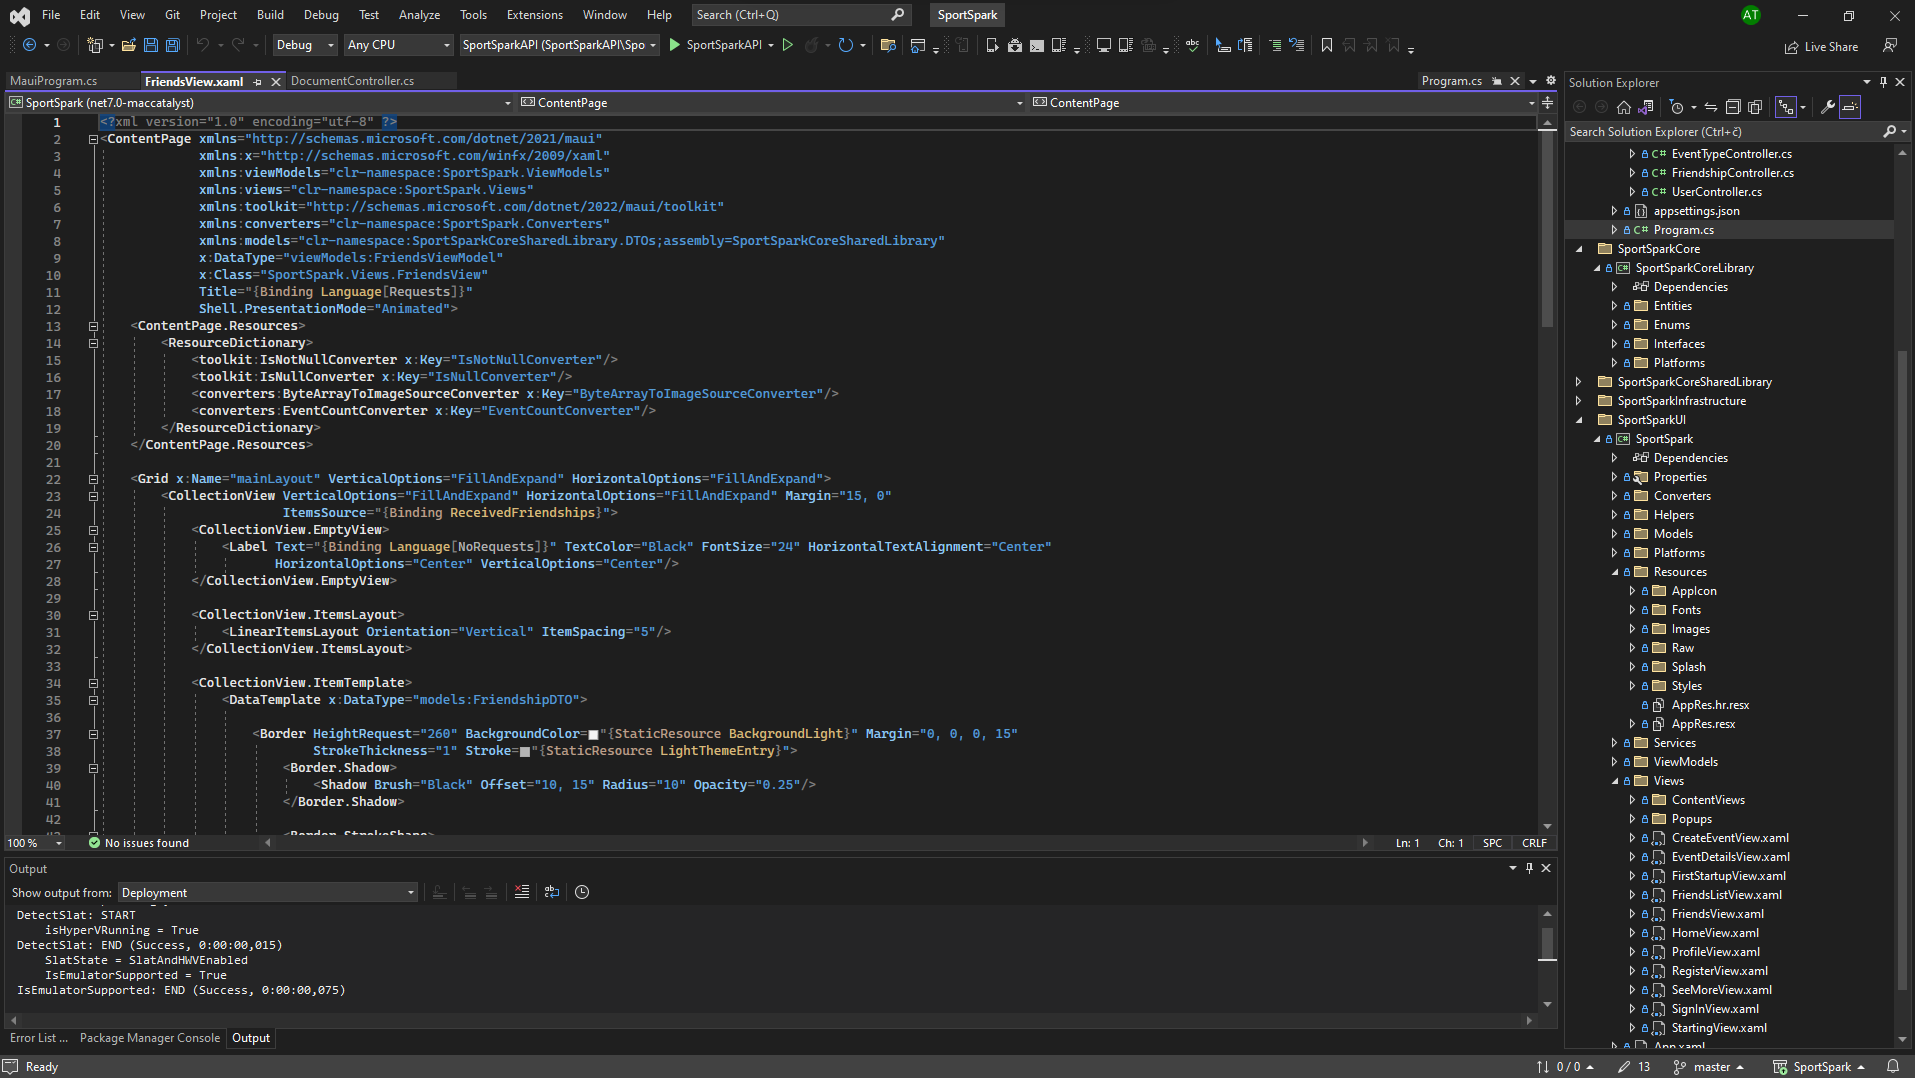 File Edit View Git Project Build Debug Test Analyze Tools Extensions Window Help Search (Ctrl+Q) SportSpark AT
Debug Any CPU SportSparkAPI (SportSparkAPI\Spo SportSparkAPI Live Share
MauiProgram.cs FriendsView.xaml DocumentController.cs Program.cs
SportSpark (net7.0-maccatalyst) ContentPage ContentPage
1 <?xml version="1.0" encoding="utf-8" ?>
2 <ContentPage xmlns="http://schemas.microsoft.com/dotnet/2021/maui"
3 xmlns:x="http://schemas.microsoft.com/winfx/2009/xaml"
4 xmlns:viewModels="clr-namespace:SportSpark.ViewModels"
5 xmlns:views="clr-namespace:SportSpark.Views"
6 xmlns:toolkit="http://schemas.microsoft.com/dotnet/2022/maui/toolkit"
7 xmlns:converters="clr-namespace:SportSpark.Converters"
8 xmlns:models="clr-namespace:SportSparkCoreSharedLibrary.DTOs;assembly=SportSparkCoreSharedLibrary"
9 x:DataType="viewModels:FriendsViewModel"
10 x:Class="SportSpark.Views.FriendsView"
11 Title="{Binding Language[Requests]}"
12 Shell.PresentationMode="Animated">
13 <ContentPage.Resources>
14 <ResourceDictionary>
15 <toolkit:IsNotNullConverter x:Key="IsNotNullConverter"/>
16 <toolkit:IsNullConverter x:Key="IsNullConverter"/>
17 <converters:ByteArrayToImageSourceConverter x:Key="ByteArrayToImageSourceConverter"/>
18 <converters:EventCountConverter x:Key="EventCountConverter"/>
19 </ResourceDictionary>
20 </ContentPage.Resources>
21
22 <Grid x:Name="mainLayout" VerticalOptions="FillAndExpand" HorizontalOptions="FillAndExpand">
23 <CollectionView VerticalOptions="FillAndExpand" HorizontalOptions="FillAndExpand" Margin="15, 0"
24 ItemsSource="{Binding ReceivedFriendships}">
25 <CollectionView.EmptyView>
26 <Label Text="{Binding Language[NoRequests]}" TextColor="Black" FontSize="24" HorizontalTextAlignment="Center"
27 HorizontalOptions="Center" VerticalOptions="Center"/>
28 </CollectionView.EmptyView>
29
30 <CollectionView.ItemsLayout>
31 <LinearItemsLayout Orientation="Vertical" ItemSpacing="5"/>
32 </CollectionView.ItemsLayout>
33
34 <CollectionView.ItemTemplate>
35 <DataTemplate x:DataType="models:FriendshipDTO">
36
37 <Border HeightRequest="260" BackgroundColor="{StaticResource BackgroundLight}" Margin="0, 0, 0, 15"
38 StrokeThickness="1" Stroke="{StaticResource LightThemeEntry}">
39 <Border.Shadow>
40 <Shadow Brush="Black" Offset="10, 15" Radius="10" Opacity="0.25"/>
41 </Border.Shadow>
42
43 <Border.StrokeShape>
100 % No issues found Ln: 1 Ch: 1 SPC CRLF
Output
Show output from: Deployment
DetectSlat: START
isHyperVRunning = True
DetectSlat: END (Success, 0:00:00,015)
SlatState = SlatAndHWVEnabled
IsEmulatorSupported = True
IsEmulatorSupported: END (Success, 0:00:00,075)
Error List ... Package Manager Console Output
Solution Explorer
Search Solution Explorer (Ctrl+č)
C# EventTypeController.cs
C# FriendshipController.cs
C# UserController.cs
appsettings.json
C# Program.cs
SportSparkCore
C# SportSparkCoreLibrary
Dependencies
Entities
Enums
Interfaces
Platforms
SportSparkCoreSharedLibrary
SportSparkInfrastructure
SportSparkUI
C# SportSpark
Dependencies
Properties
Converters
Helpers
Models
Platforms
Resources
AppIcon
Fonts
Images
Raw
Splash
Styles
AppRes.hr.resx
AppRes.resx
Services
ViewModels
Views
ContentViews
Popups
CreateEventView.xaml
EventDetailsView.xaml
FirstStartupView.xaml
FriendsListView.xaml
FriendsView.xaml
HomeView.xaml
ProfileView.xaml
RegisterView.xaml
SeeMoreView.xaml
SignInView.xaml
StartingView.xaml
App.xaml
Ready 0 / 0 13 master SportSpark